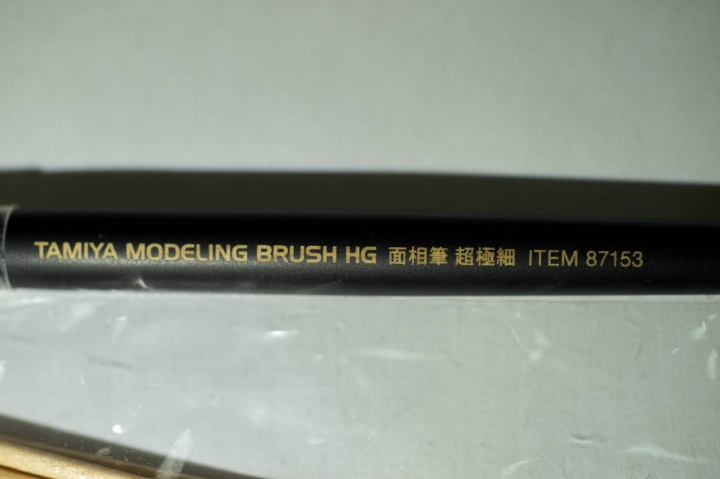 TAMIYA MODELING BRUSH HG 面相筆 超極細 ITEM 87153